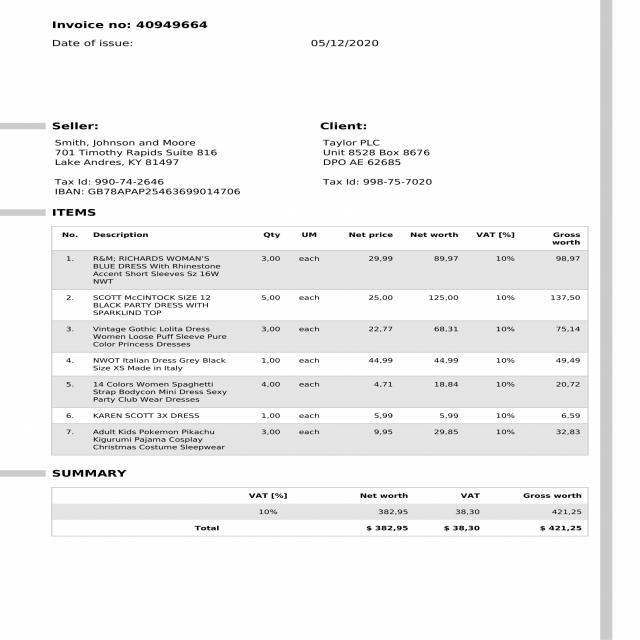 Invoice no: 40949664
Date of issue: 05/12/2020
Seller: Client:
Smith, Johnson and Moore Taylor PLC
701 Timothy Rapids Suite 816 Unit 8528 Box 8676
Lake Andres, KY 81497 DPO AE 62685
Tax Id: 990-74-2646 Tax Id: 998-75-7020
IBAN: GB78APAP25463699014706
ITEMS
No. Description Qty UM Net price Net worth VAT [%] Gross
worth
1. R&M; RICHARDS WOMAN'S 3,00 each 29,99 89,97 10% 98,97
BLUE DRESS With Rhinestone
Accent Short Sleeves Sz 16W
NWT
2. SCOTT McCINTOCK SIZE 12 5,00 each 25,00 125,00 10% 137,50
BLACK PARTY DRESS WITH
SPARKLIND TOP
3. Vintage Gothic Lolita Dress 3,00 each 22,77 68,31 10% 75,14
Women Loose Puff Sleeve Pure
Color Princess Dresses
4. NWOT Italian Dress Grey Black 1,00 each 44,99 44,99 10% 49,49
Size XS Made in Italy
5. 14 Colors Women Spaghetti 4,00 each 4,71 18,84 10% 20,72
Strap Bodycon Mini Dress Sexy
Party Club Wear Dresses
6. KAREN SCOTT 3X DRESS 1,00 each 5,99 5,99 10% 6,59
7. Adult Kids Pokemon Pikachu 3,00 each 9,95 29,85 10% 32,83
Kigurumi Pajama Cosplay
Christmas Costume Sleepwear
SUMMARY
VAT [%] Net worth VAT Gross worth
10% 382,95 38,30 421,25
Total $ 382,95 $ 38,30 $ 421,25